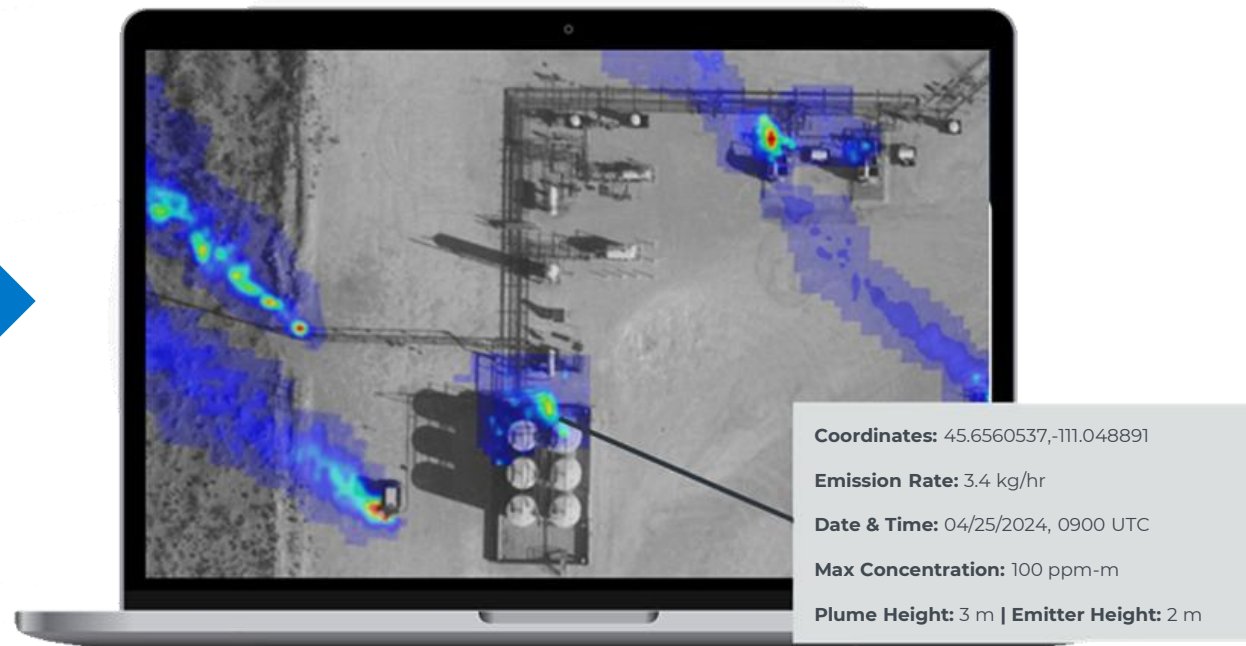 Coordinates: 45.6560537,-111.048891
Emission Rate: 3.4 kg/hr
Date & Time: 04/25/2024, 0900 UTC
Max Concentration: 100 ppm-m
Plume Height: 3 m | Emitter Height: 2 m